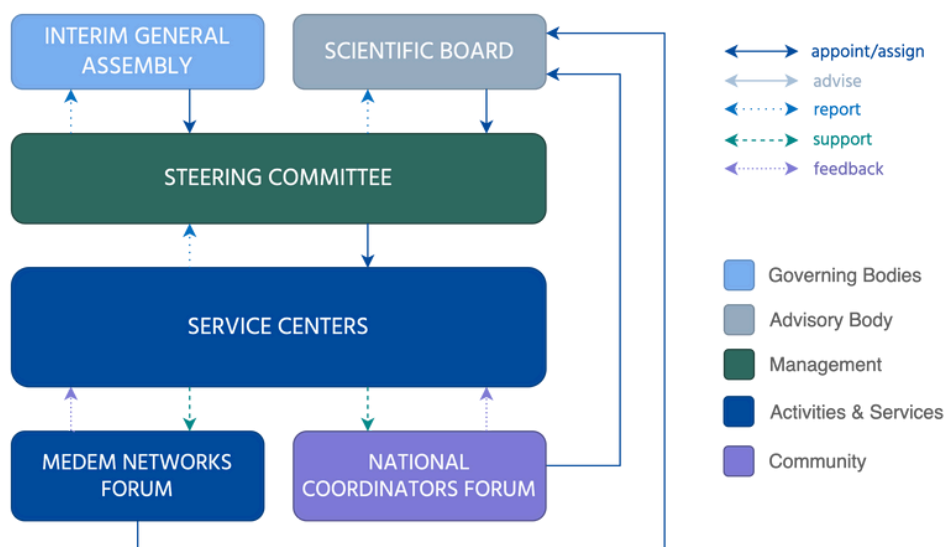 INTERIM GENERAL
ASSEMBLY
SCIENTIFIC BOARD
STEERING COMMITTEE
SERVICE CENTERS
MEDEM NETWORKS
FORUM
NATIONAL
COORDINATORS FORUM
appoint/assign
advise
report
support
feedback
Governing Bodies
Advisory Body
Management
Activities & Services
Community